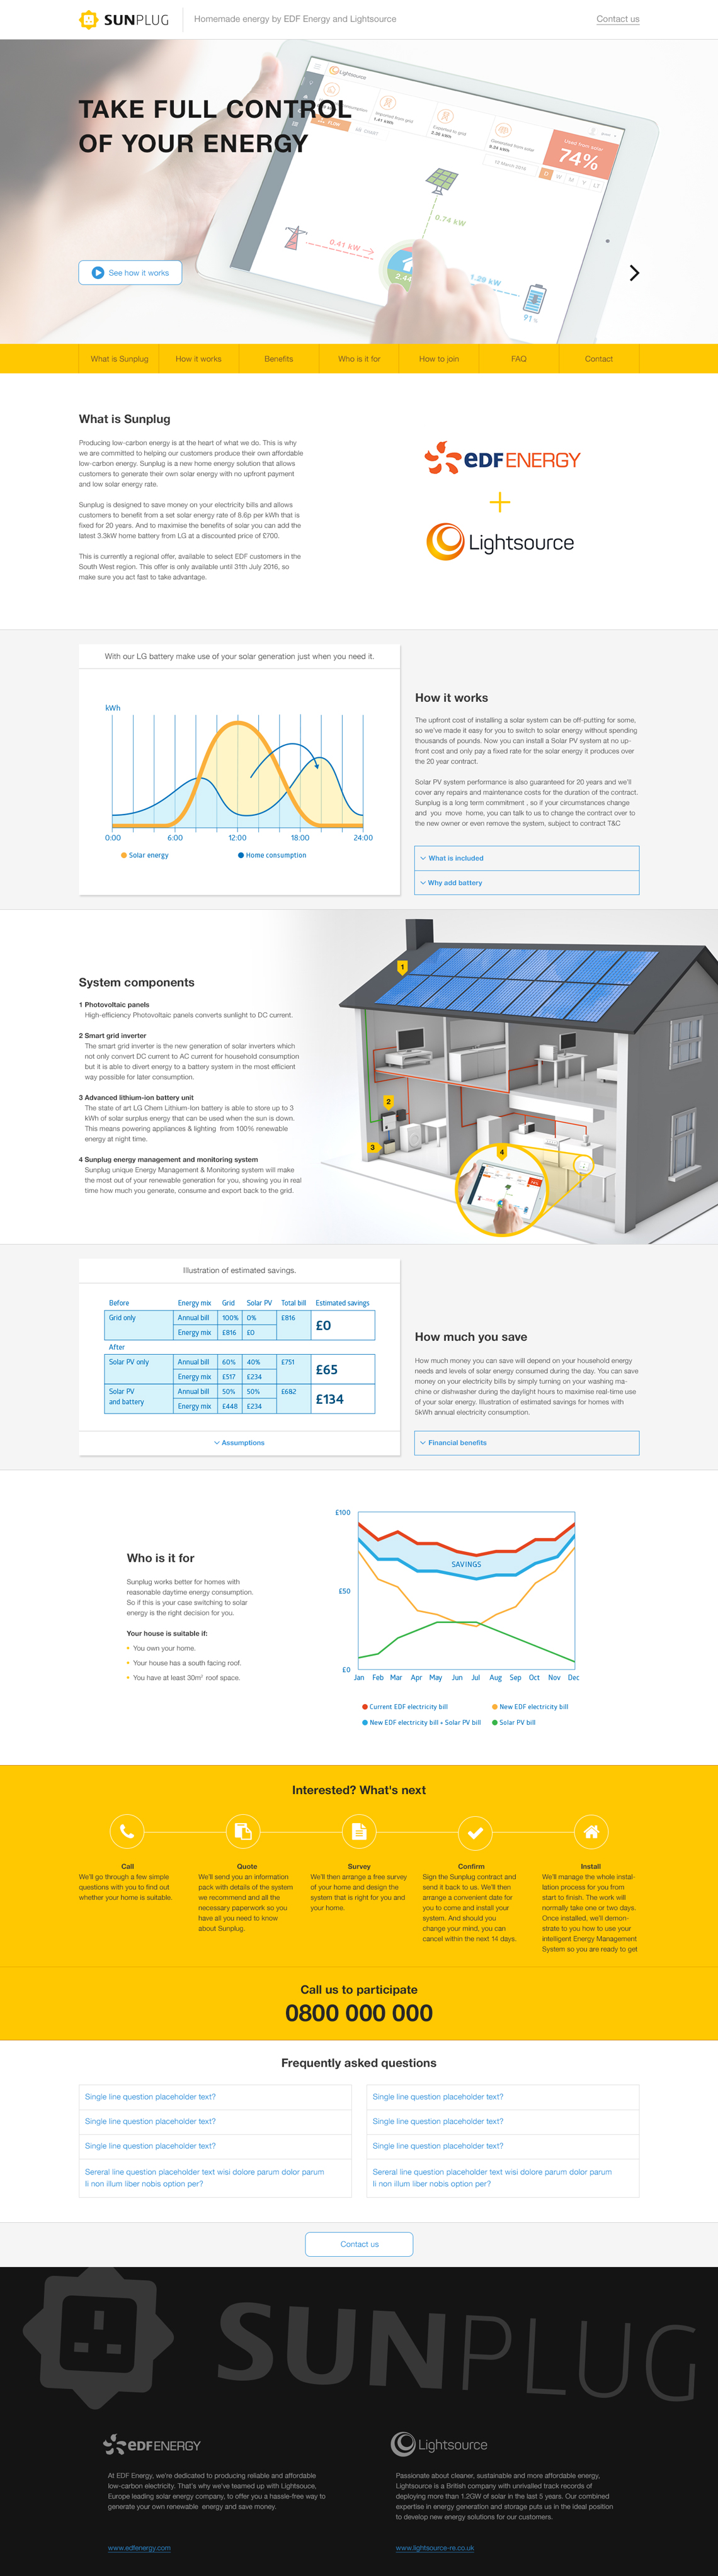 SUNPLUG
Homemade energy by EDF Energy and Lightsource
Contact us
TAKE FULL CONTROL
OF YOUR ENERGY
Lightsource
Imported from grid
1.41 kWh
Exported to grid
Generated from solar
Used from solar
74%
10 March 2016
D W M Y LT
0.74 kW
0.41 kW
1.29 kW
91%
See how it works
What is Sunplug
How it works
Benefits
Who is it for
How to join
FAQ
Contact
What is Sunplug
Producing low-carbon energy is at the heart of what we do. This is why
we are committed to helping our customers produce their own affordable
low-carbon energy. Sunplug is a new home energy solution that allows
customers to generate their own solar energy with no upfront payment
and low solar energy rate.
Sunplug is designed to save money on your electricity bills and allows
customers to benefit from a set solar energy rate of 8.6p per kWh that is
fixed for 20 years. And to maximise the benefits of solar you can add the
latest 3.3kW home battery from LG at a discounted price of £700.
This is currently a regional offer, available to select EDF customers in the
South West region. This offer is only available until 31th July 2016, so
make sure you act fast to take advantage.
eDF ENERGY
+
Lightsource
With our LG battery make use of your solar generation just when you need it.
kWh
0:00 6:00 12:00 18:00 24:00
Solar energy
Home consumption
How it works
The upfront cost of installing a solar system can be off-putting for some,
so we've made it easy for you to switch to solar energy without spending
thousands of pounds. Now you can install a Solar PV system at no up-
front cost and only pay a fixed rate for the solar energy it produces over
the 20 year contract.
Solar PV system performance is also guaranteed for 20 years and we'll
cover any repairs and maintenance costs for the duration of the contract.
Sunplug is a long term commitment , so if your circumstances change
and you move home, you can talk to us to change the contract over to
the new owner or even remove the system, subject to contract T&C
What is included
Why add battery
System components
1 Photovoltaic panels
High-efficiency Photovoltaic panels converts sunlight to DC current.
2 Smart grid inverter
The smart grid inverter is the new generation of solar inverters which
not only convert DC current to AC current for household consumption
but it is able to divert energy to a battery system in the most efficient
way possible for later consumption.
3 Advanced lithium-ion battery unit
The state of art LG Chem Lithium-Ion battery is able to store up to 3
kWh of solar surplus energy that can be used when the sun is down.
This means powering appliances & lighting from 100% renewable
energy at night time.
4 Sunplug energy management and monitoring system
Sunplug unique Energy Management & Monitoring system will make
the most out of your renewable generation for you, showing you in real
time how much you generate, consume and export back to the grid.
1
2
3
4
Illustration of estimated savings.
Before Energy mix Grid Solar PV Total bill Estimated savings
Grid only Annual bill 100% 0% £816 £0
Energy mix £816 £0
After
Solar PV only Annual bill 60% 40% £751 £65
Energy mix £517 £234
Solar PV
and battery
Annual bill 50% 50% £682 £134
Energy mix £448 £234
Assumptions
How much you save
How much money you can save will depend on your household energy
needs and levels of solar energy consumed during the day. You can save
money on your electricity bills by simply turning on your washing ma-
chine or dishwasher during the daylight hours to maximise real-time use
of your solar energy. Illustration of estimated savings for homes with
5kWh annual electricity consumption.
Financial benefits
Who is it for
Sunplug works better for homes with
reasonable daytime energy consumption.
So if this is your case switching to solar
energy is the right decision for you.
Your house is suitable if:
You own your home.
Your house has a south facing roof.
You have at least 30m² roof space.
£100
£50
£0
SAVINGS
Jan Feb Mar Apr May Jun Jul Aug Sep Oct Nov Dec
Current EDF electricity bill
New EDF electricity bill
New EDF electricity bill + Solar PV bill
Solar PV bill
Interested? What's next
Call
We'll go through a few simple
questions with you to find out
whether your home is suitable.
Quote
We'll send you an information
pack with details of the system
we recommend and all the
necessary paperwork so you
have all you need to know
about Sunplug.
Survey
We'll then arrange a free survey
of your home and design the
system that is right for you and
your home.
Confirm
Sign the Sunplug contract and
send it back to us. We'll then
arrange a convenient date for
you to come and install your
system. And should you
change your mind, you can
cancel within the next 14 days.
Install
We'll manage the whole instal-
lation process for you from
start to finish. The work will
normally take one or two days.
Once installed, we'll demon-
strate to you how to use your
intelligent Energy Management
System so you are ready to get
Call us to participate
0800 000 000
Frequently asked questions
Single line question placeholder text?
Single line question placeholder text?
Single line question placeholder text?
Sereral line question placeholder text wisi dolore parum dolor parum
li non illum liber nobis option per?
Single line question placeholder text?
Single line question placeholder text?
Single line question placeholder text?
Sereral line question placeholder text wisi dolore parum dolor parum
li non illum liber nobis option per?
Contact us
SUNPLUG
eDF ENERGY
At EDF Energy, we're dedicated to producing reliable and affordable
low-carbon electricity. That's why we've teamed up with Lightsouce,
Europe leading solar energy company, to offer you a hassle-free way to
generate your own renewable energy and save money.
www.edfenergy.com
Lightsource
Passionate about cleaner, sustainable and more affordable energy,
Lightsource is a British company with unrivalled track records of
deploying more than 1.2GW of solar in the last 5 years. Our combined
expertise in energy generation and storage puts us in the ideal position
to develop new energy solutions for our customers.
www.lightsource-re.co.uk